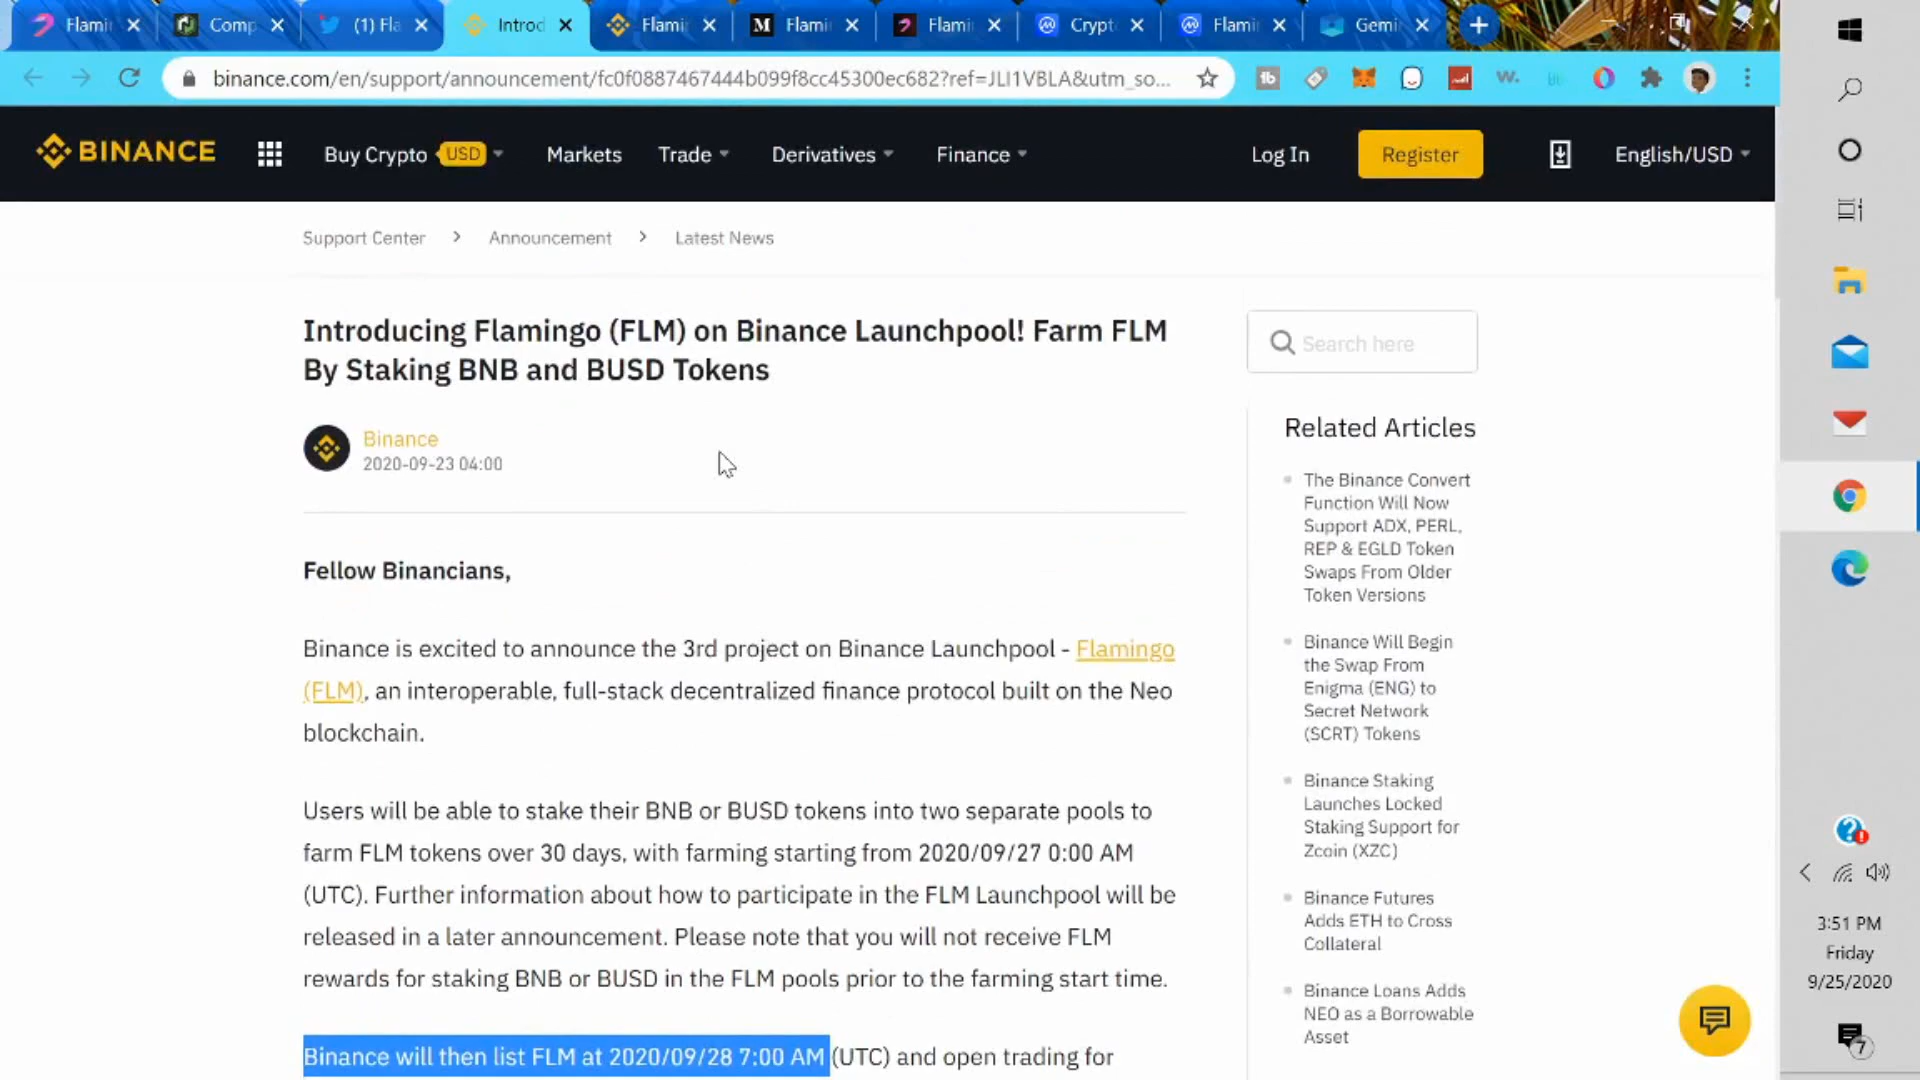 Flamir
Comp
(1) Fla
Introd
Flami
Flami
Flami
Crypt
Flami
Gemi
binance.com/en/support/announcement/fc0f0887467444b099f8cc45300ec682?ref=JLI1VBLA&utm_so...
BINANCE
Buy Crypto USD
Markets
Trade
Derivatives
Finance
Log In
Register
English/USD
Support Center > Announcement > Latest News
Introducing Flamingo (FLM) on Binance Launchpool! Farm FLM
By Staking BNB and BUSD Tokens
Binance
2020-09-23 04:00
Fellow Binancians,
Binance is excited to announce the 3rd project on Binance Launchpool - Flamingo
(FLM), an interoperable, full-stack decentralized finance protocol built on the Neo
blockchain.
Users will be able to stake their BNB or BUSD tokens into two separate pools to
farm FLM tokens over 30 days, with farming starting from 2020/09/27 0:00 AM
(UTC). Further information about how to participate in the FLM Launchpool will be
released in a later announcement. Please note that you will not receive FLM
rewards for staking BNB or BUSD in the FLM pools prior to the farming start time.
Binance will then list FLM at 2020/09/28 7:00 AM (UTC) and open trading for
Search here
Related Articles
The Binance Convert
Function Will Now
Support ADX, PERL,
REP & EGLD Token
Swaps From Older
Token Versions
Binance Will Begin
the Swap From
Enigma (ENG) to
Secret Network
(SCRT) Tokens
Binance Staking
Launches Locked
Staking Support for
Zcoin (XZC)
Binance Futures
Adds ETH to Cross
Collateral
Binance Loans Adds
NEO as a Borrowable
Asset
3:51 PM
Friday
9/25/2020
7